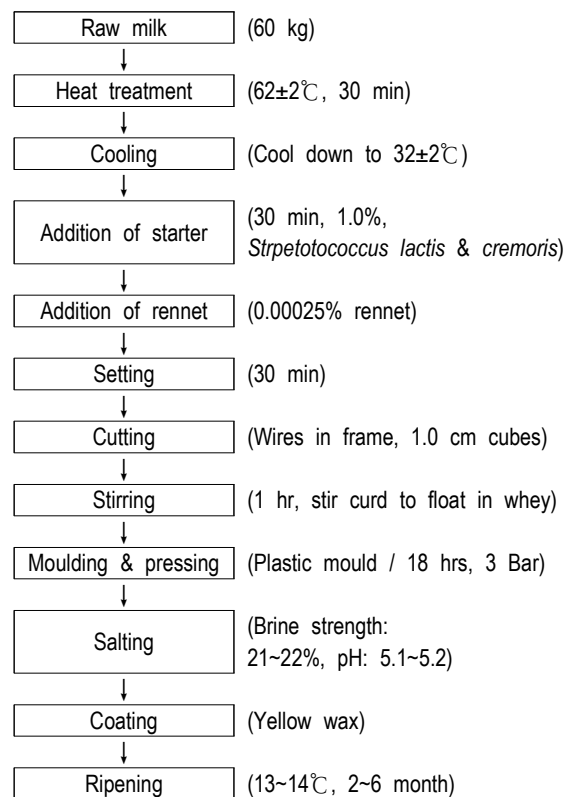 Raw milk (60 kg)
Heat treatment (62±2℃, 30 min)
Cooling (Cool down to 32±2℃)
Addition of starter (30 min, 1.0%,
Strpetotococcus lactis & cremoris)
Addition of rennet (0.00025% rennet)
Setting (30 min)
Cutting (Wires in frame, 1.0 cm cubes)
Stirring (1 hr, stir curd to float in whey)
Moulding & pressing (Plastic mould / 18 hrs, 3 Bar)
Salting (Brine strength:
21~22%, pH: 5.1~5.2)
Coating (Yellow wax)
Ripening (13~14℃, 2~6 month)